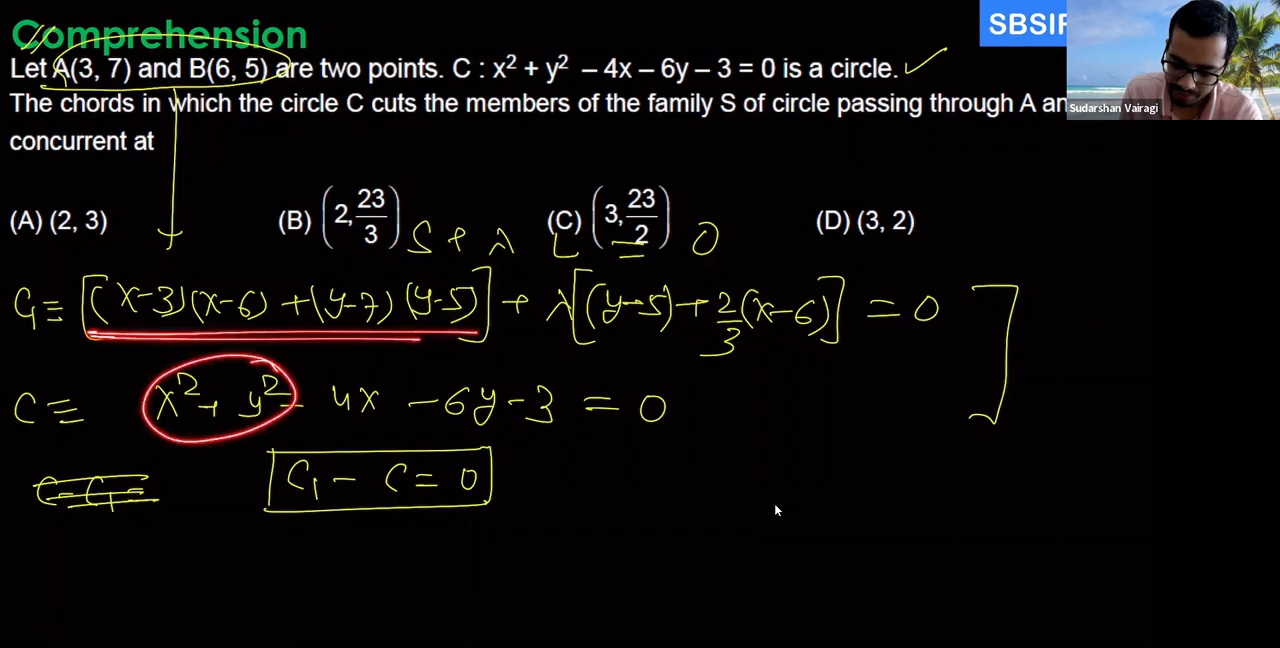 Comprehension
SBSIF
Let A(3, 7) and B(6, 5) are two points. C : x² + y² – 4x – 6y – 3 = 0 is a circle.
Sudarshan Vairagi
The chords in which the circle C cuts the members of the family S of circle passing through A an
concurrent at
(A) (2, 3) (B) (2, 23/3) (C) (3, 23/2) (D) (3, 2)
S + λ L = 0
C₁ ≡ [(x-3)(x-6) + (y-7)(y-5)] + λ[(y-5) + 2/3(x-6)] = 0
C ≡ x² + y² - 4x - 6y - 3 = 0
C₁ - C = 0